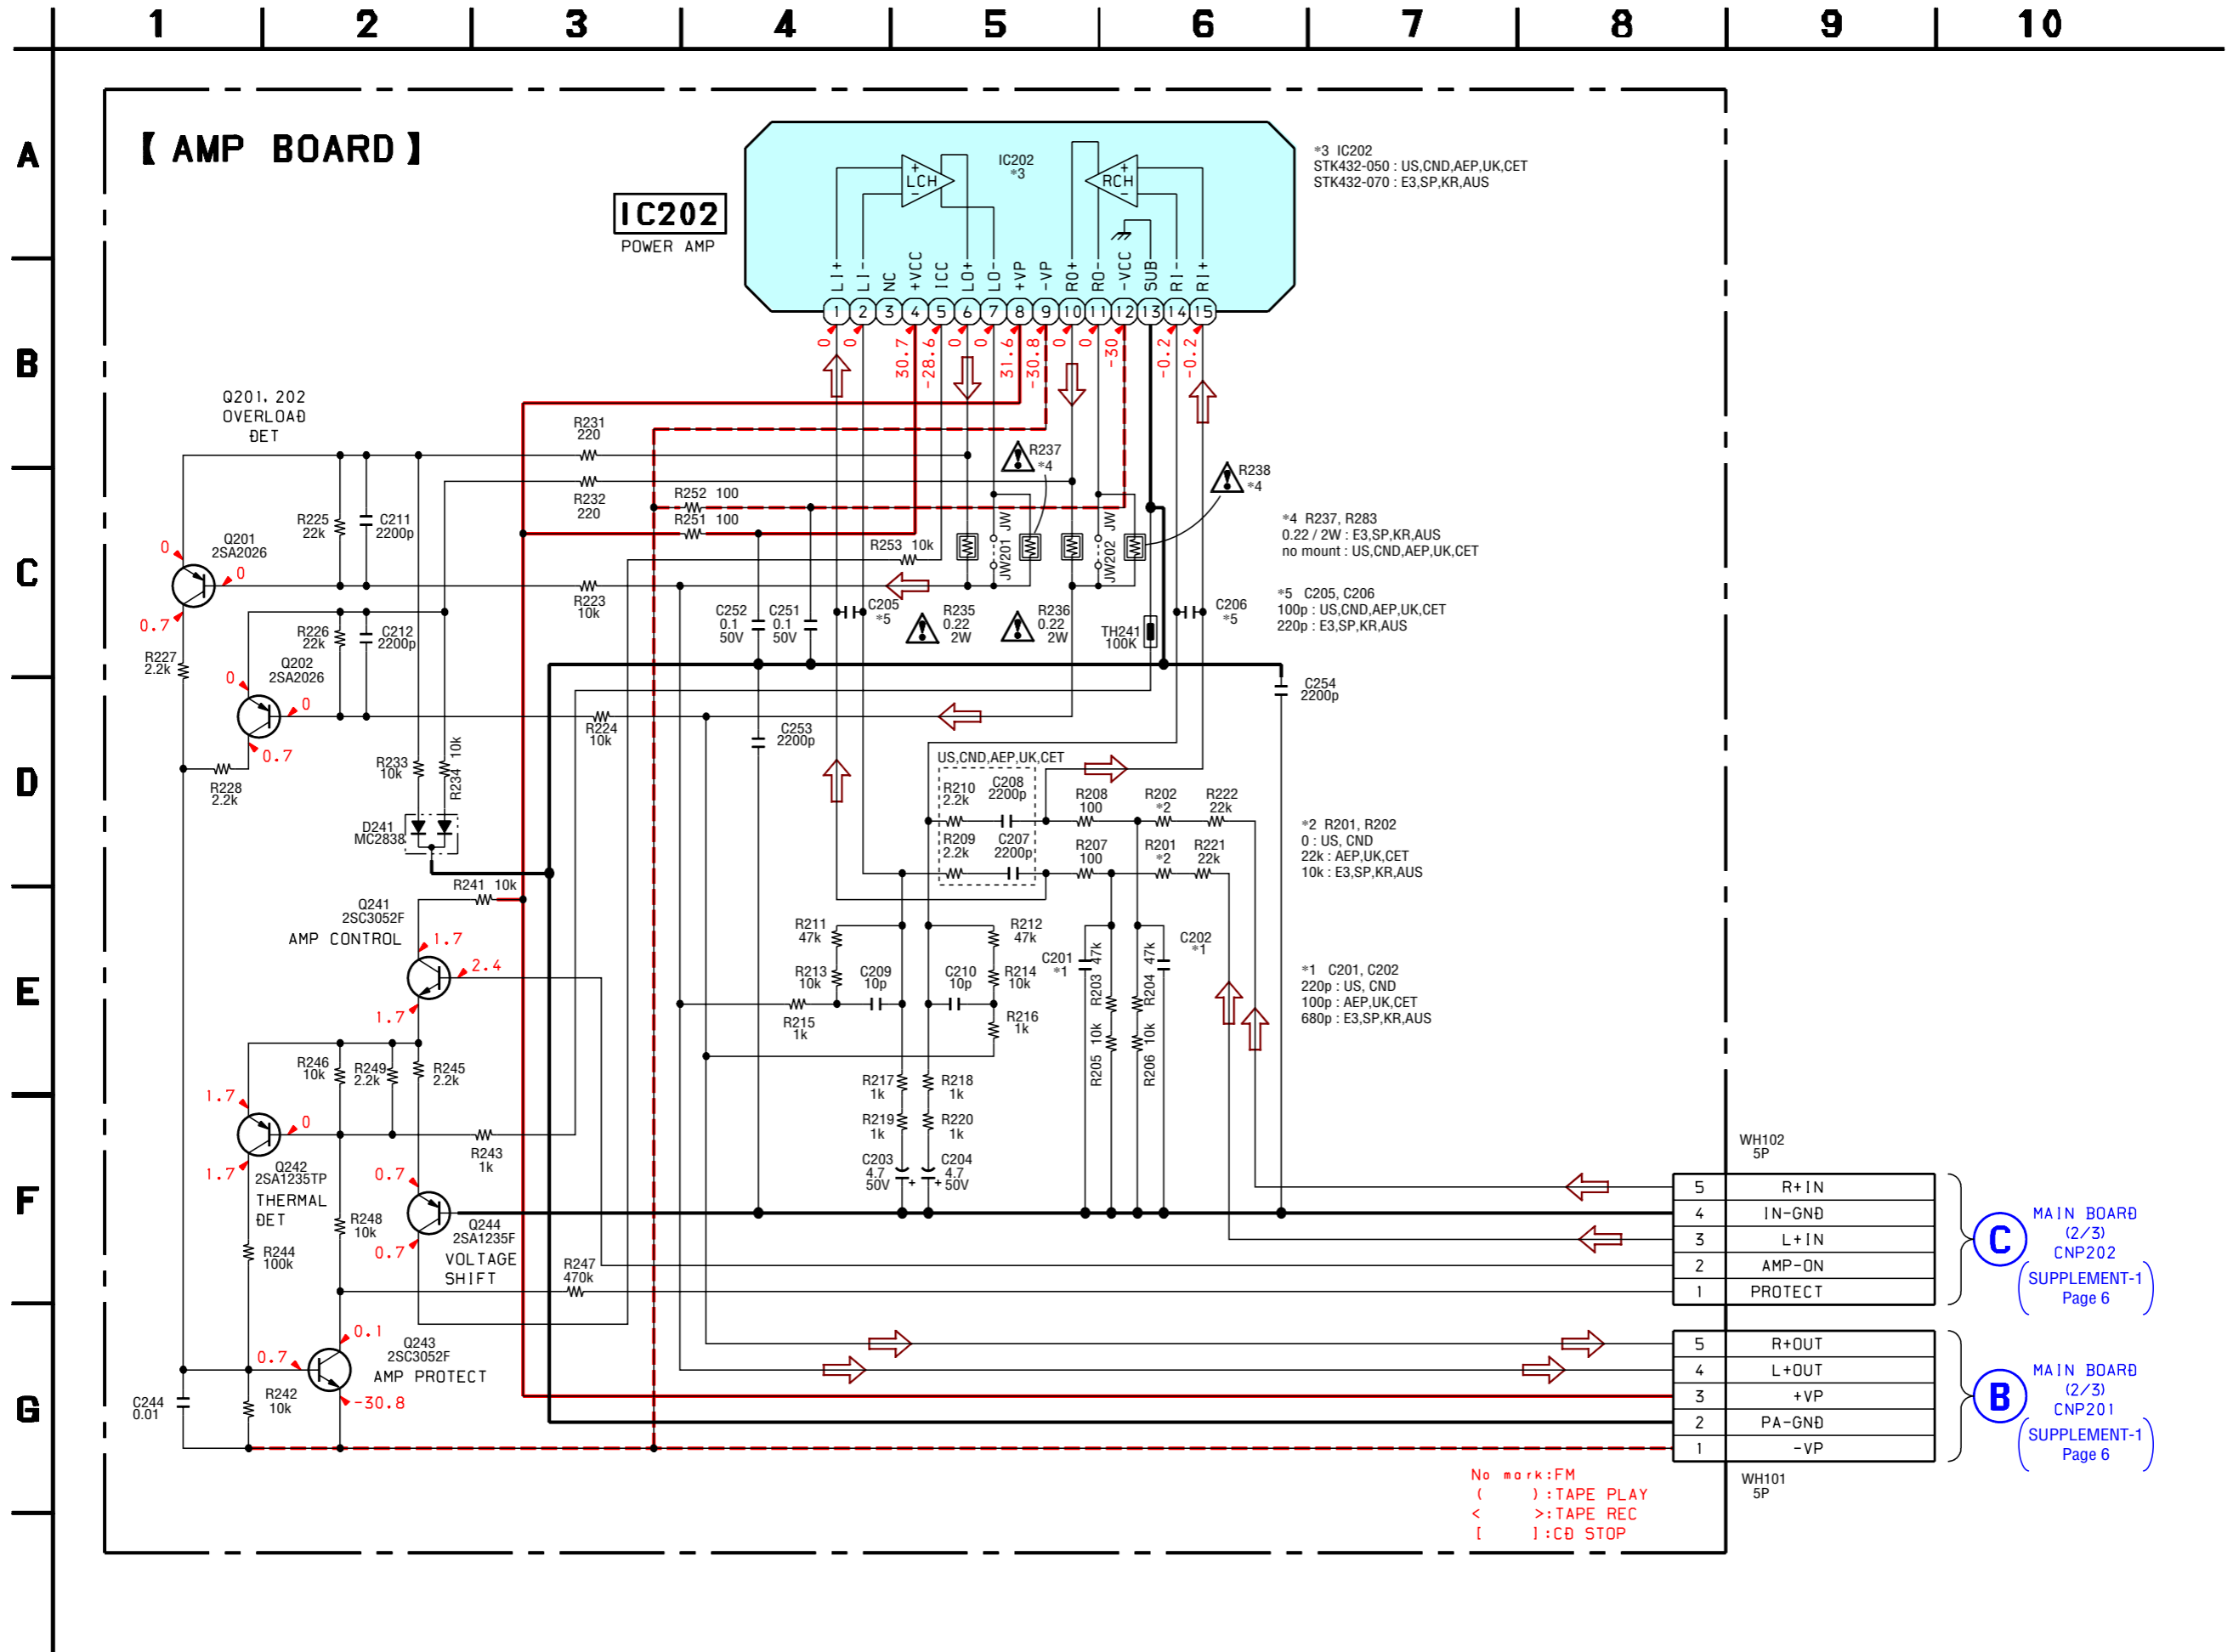 1 2 3 4 5 6 7 8 9 10
A
B
C
D
E
F
G
【 AMP BOARD 】
IC202
POWER AMP
IC202
*3
LCH
RCH
+
-
+
-
LI+
LI-
NC
+VCC
ICC
LO+
LO-
+VP
-VP
RO+
RO-
-VCC
SUB
RI-
RI+
1 2 3 4 5 6 7 8 9 10 11 12 13 14 15
0
0
30.7
-28.6
0
0
31.6
-30.8
0
0
-30
-0.2
-0.2
*3 IC202
STK432-050 : US,CND,AEP,UK,CET
STK432-070 : E3,SP,KR,AUS
Q201, 202
OVERLOAD
DET
R231
220
R232
220
R252 100
R251 100
R253 10k
R237
*4
R238
*4
*4 R237, R283
0.22 / 2W : E3,SP,KR,AUS
no mount : US,CND,AEP,UK,CET
R225
22k
C211
2200p
Q201
2SA2026
0
0
0.7
JW201 JW
JW202 JW
R223
10k
C252
0.1
50V
C251
0.1
50V
C205
*5
R235
0.22
2W
R236
0.22
2W
TH241
100K
C206
*5
*5 C205, C206
100p : US,CND,AEP,UK,CET
220p : E3,SP,KR,AUS
R226
22k
C212
2200p
R227
2.2k
Q202
2SA2026
0
0
0.7
R228
2.2k
R224
10k
C253
2200p
C254
2200p
R233
10k
R234 10k
D241
MC2838
US,CND,AEP,UK,CET
R210
2.2k
C208
2200p
R208
100
R202
*2
R222
22k
R209
2.2k
C207
2200p
R207
100
R201
*2
R221
22k
*2 R201, R202
0 : US, CND
22k : AEP,UK,CET
10k : E3,SP,KR,AUS
R241 10k
Q241
2SC3052F
AMP CONTROL
1.7
2.4
1.7
R211
47k
R213
10k
C209
10p
R215
1k
R212
47k
C210
10p
R214
10k
R216
1k
C201
*1
R203 47k
R204 47k
C202
*1
R205 10k
R206 10k
*1 C201, C202
220p : US, CND
100p : AEP,UK,CET
680p : E3,SP,KR,AUS
R246
10k
R249
2.2k
R245
2.2k
R217
1k
R218
1k
R219
1k
R220
1k
C203
4.7
50V
+
C204
4.7
50V
+
1.7
0
1.7
Q242
2SA1235TP
THERMAL
DET
R243
1k
R248
10k
R244
100k
0.7
0.7
Q244
2SA1235F
VOLTAGE
SHIFT
R247
470k
0.1
0.7
-30.8
Q243
2SC3052F
AMP PROTECT
C244
0.01
R242
10k
WH102
5P
5 R+IN
4 IN-GND
3 L+IN
2 AMP-ON
1 PROTECT
C
MAIN BOARD
(2/3)
CNP202
(SUPPLEMENT-1
Page 6)
5 R+OUT
4 L+OUT
3 +VP
2 PA-GND
1 -VP
B
MAIN BOARD
(2/3)
CNP201
(SUPPLEMENT-1
Page 6)
WH101
5P
No mark:FM
( ):TAPE PLAY
< >:TAPE REC
[ ]:CD STOP